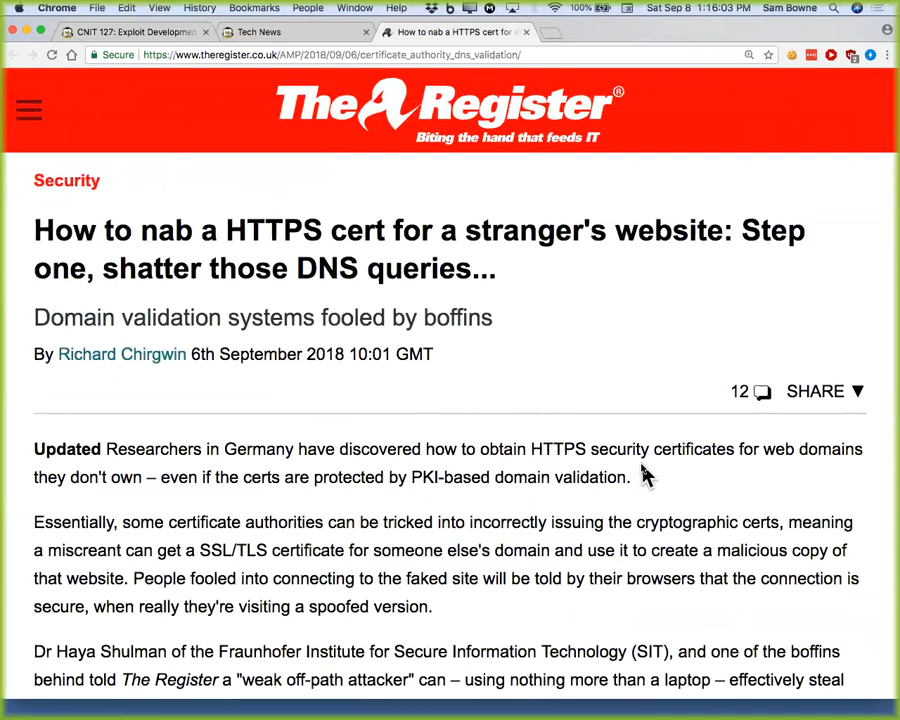 Chrome File Edit View History Bookmarks People Window Help 100% Sat Sep 8 1:16:03 PM Sam Bowne
CNIT 127: Exploit Developmen × Tech News × How to nab a HTTPS cert for ×
Secure https://www.theregister.co.uk/AMP/2018/09/06/certificate_authority_dns_validation/
The Register®
Biting the hand that feeds IT
Security
How to nab a HTTPS cert for a stranger's website: Step
one, shatter those DNS queries...
Domain validation systems fooled by boffins
By Richard Chirgwin 6th September 2018 10:01 GMT
12 SHARE ▼
Updated Researchers in Germany have discovered how to obtain HTTPS security certificates for web domains
they don't own – even if the certs are protected by PKI-based domain validation.
Essentially, some certificate authorities can be tricked into incorrectly issuing the cryptographic certs, meaning
a miscreant can get a SSL/TLS certificate for someone else's domain and use it to create a malicious copy of
that website. People fooled into connecting to the faked site will be told by their browsers that the connection is
secure, when really they're visiting a spoofed version.
Dr Haya Shulman of the Fraunhofer Institute for Secure Information Technology (SIT), and one of the boffins
behind told The Register a "weak off-path attacker" can – using nothing more than a laptop – effectively steal